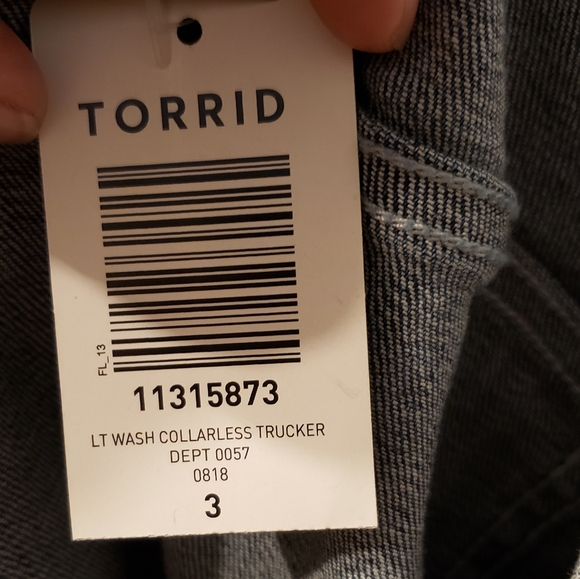 TORRID
FL_13
11315873
LT WASH COLLARLESS TRUCKER
DEPT 0057
0818
3